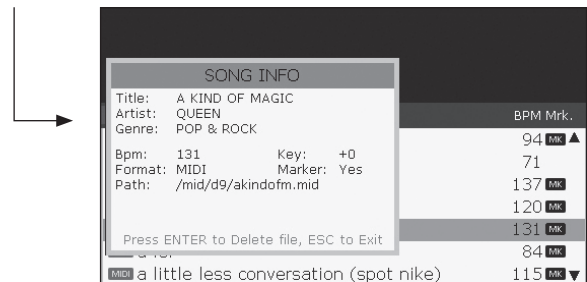 SONG INFO
Title: A KIND OF MAGIC
Artist: QUEEN
Genre: POP & ROCK
Bpm: 131 Key: +0
Format: MIDI Marker: Yes
Path: /mid/d9/akindofm.mid
Press ENTER to Delete file, ESC to Exit
BPM Mrk.
94 MK
71
137 MK
120 MK
131 MK
84 MK
MIDI a little less conversation (spot nike) 115 MK